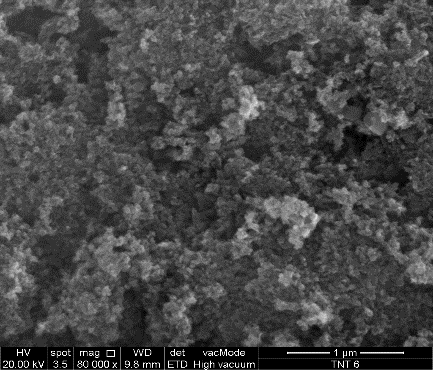 HV spot mag □ WD det vacMode 1 µm
20.00 kV 3.5 80 000 x 9.8 mm ETD High vacuum TNT 6